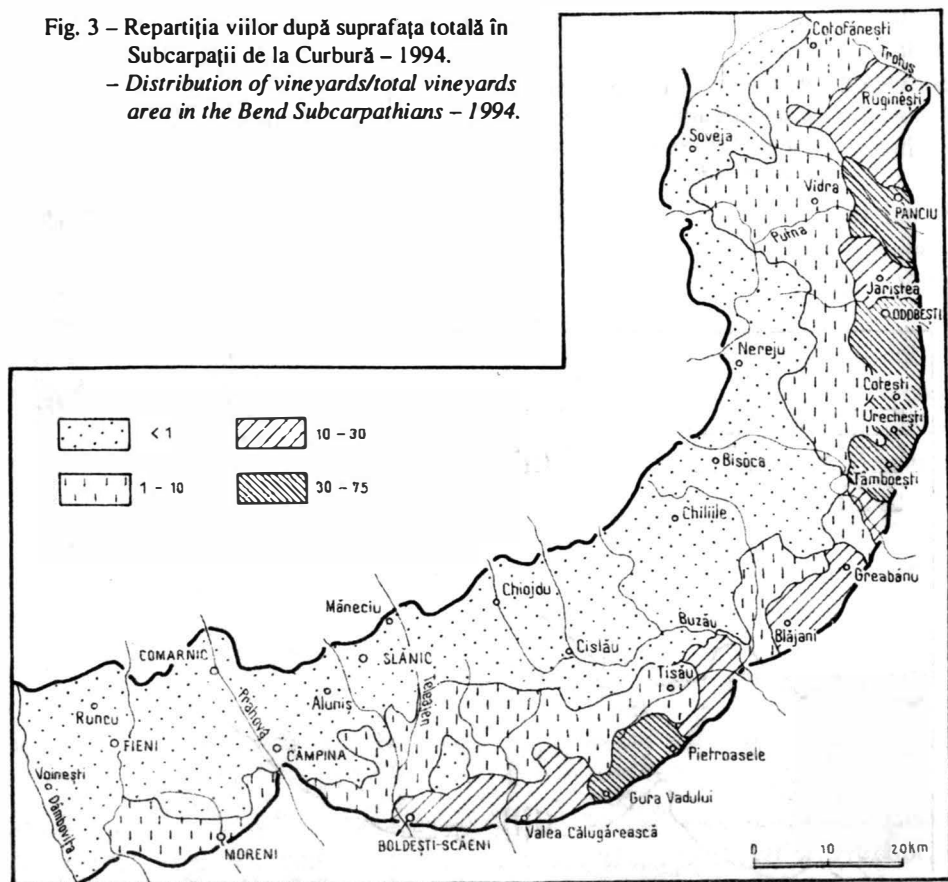 Fig. 3 – Repartiția viilor după suprafața totală în
Subcarpații de la Curbură – 1994.
– Distribution of vineyards/total vineyards
area in the Bend Subcarpathians – 1994.
Cotofănești
Trotuș
Ruginești
Soveja
Vidra
PANCIU
Putna
Jariștea
ODOBEȘTI
Nereju
Cotești
Urechești
< 1
10 – 30
1 – 10
30 – 75
Bisoca
Tâmboești
Chiliile
Greabănu
Chiojdu
Măneciu
Buzău
Blăjani
Cislău
COMARNIC
SLĂNIC
Tisău
Runcu
Aluniș
Prahova
Teleajen
FIENI
CÂMPINA
Pietroasele
Voinești
Dâmbovița
Gura Vadului
MORENI
BOLDEȘTI-SCĂENI
Valea Călugărească
0 10 20km